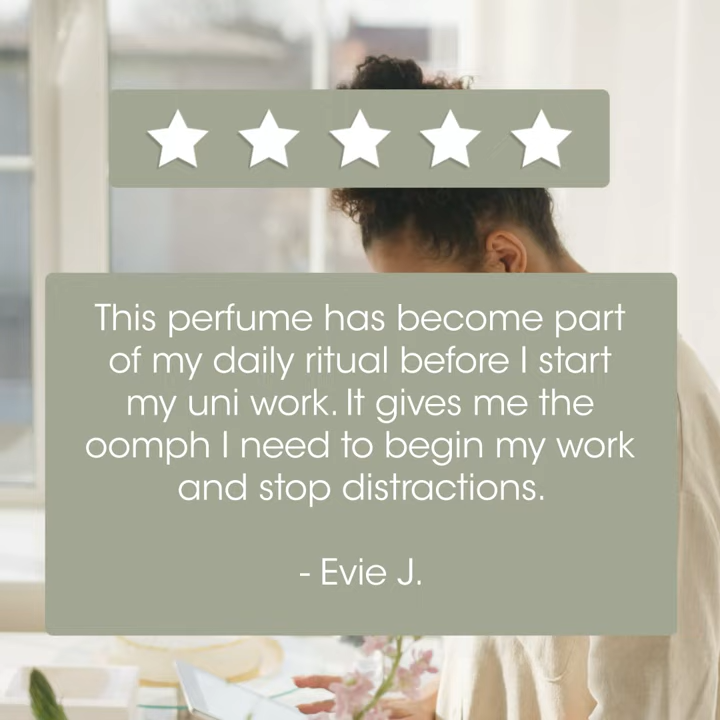 This perfume has become part
of my daily ritual before I start
my uni work. It gives me the
oomph I need to begin my work
and stop distractions.
- Evie J.